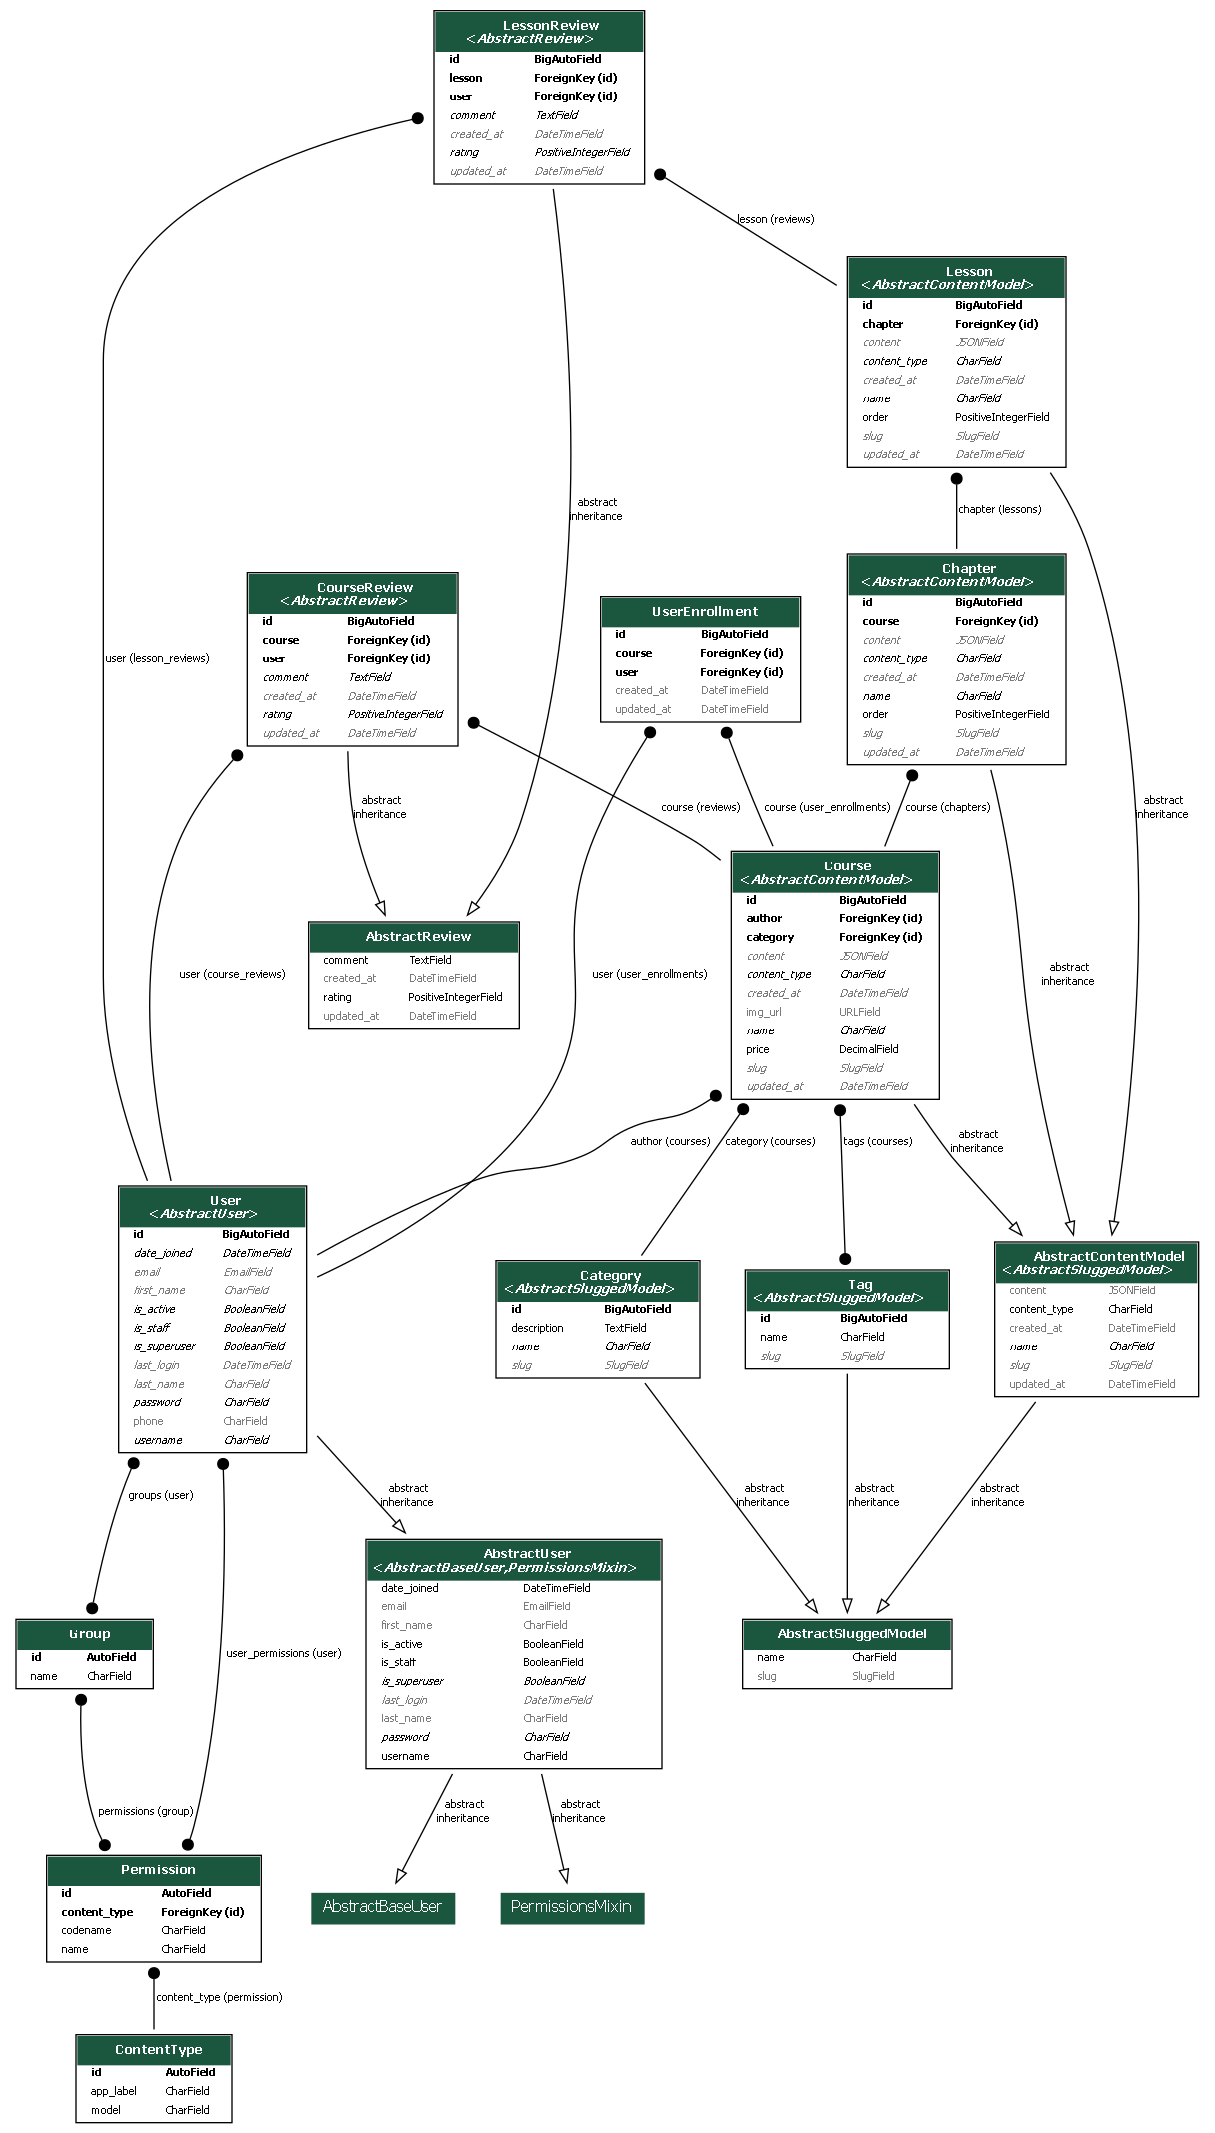 LessonReview
<AbstractReview>
id BigAutoField
lesson ForeignKey (id)
user ForeignKey (id)
comment TextField
created_at DateTimeField
rating PositiveIntegerField
updated_at DateTimeField
lesson (reviews)
Lesson
<AbstractContentModel>
id BigAutoField
chapter ForeignKey (id)
content JSONField
content_type CharField
created_at DateTimeField
name CharField
order PositiveIntegerField
slug SlugField
updated_at DateTimeField
abstract
inheritance
chapter (lessons)
Chapter
<AbstractContentModel>
id BigAutoField
course ForeignKey (id)
content JSONField
content_type CharField
created_at DateTimeField
name CharField
order PositiveIntegerField
slug SlugField
updated_at DateTimeField
CourseReview
<AbstractReview>
id BigAutoField
course ForeignKey (id)
user ForeignKey (id)
comment TextField
created_at DateTimeField
rating PositiveIntegerField
updated_at DateTimeField
UserEnrollment
id BigAutoField
course ForeignKey (id)
user ForeignKey (id)
created_at DateTimeField
updated_at DateTimeField
user (lesson_reviews)
abstract
inheritance
course (reviews)
course (user_enrollments)
course (chapters)
abstract
inheritance
Course
<AbstractContentModel>
id BigAutoField
author ForeignKey (id)
category ForeignKey (id)
content JSONField
content_type CharField
created_at DateTimeField
img_url URLField
name CharField
price DecimalField
slug SlugField
updated_at DateTimeField
AbstractReview
comment TextField
created_at DateTimeField
rating PositiveIntegerField
updated_at DateTimeField
user (course_reviews)
user (user_enrollments)
abstract
inheritance
author (courses)
category (courses)
tags (courses)
abstract
inheritance
User
<AbstractUser>
id BigAutoField
date_joined DateTimeField
email EmailField
first_name CharField
is_active BooleanField
is_staff BooleanField
is_superuser BooleanField
last_login DateTimeField
last_name CharField
password CharField
phone CharField
username CharField
Category
<AbstractSluggedModel>
id BigAutoField
description TextField
name CharField
slug SlugField
Tag
<AbstractSluggedModel>
id BigAutoField
name CharField
slug SlugField
AbstractContentModel
<AbstractSluggedModel>
content JSONField
content_type CharField
created_at DateTimeField
name CharField
slug SlugField
updated_at DateTimeField
groups (user)
abstract
inheritance
abstract
inheritance
abstract
inheritance
abstract
inheritance
AbstractUser
<AbstractBaseUser,PermissionsMixin>
date_joined DateTimeField
email EmailField
first_name CharField
is_active BooleanField
is_staff BooleanField
is_superuser BooleanField
last_login DateTimeField
last_name CharField
password CharField
username CharField
Group
id AutoField
name CharField
user_permissions (user)
AbstractSluggedModel
name CharField
slug SlugField
permissions (group)
abstract
inheritance
abstract
inheritance
Permission
id AutoField
content_type ForeignKey (id)
codename CharField
name CharField
AbstractBaseUser
PermissionsMixin
content_type (permission)
ContentType
id AutoField
app_label CharField
model CharField